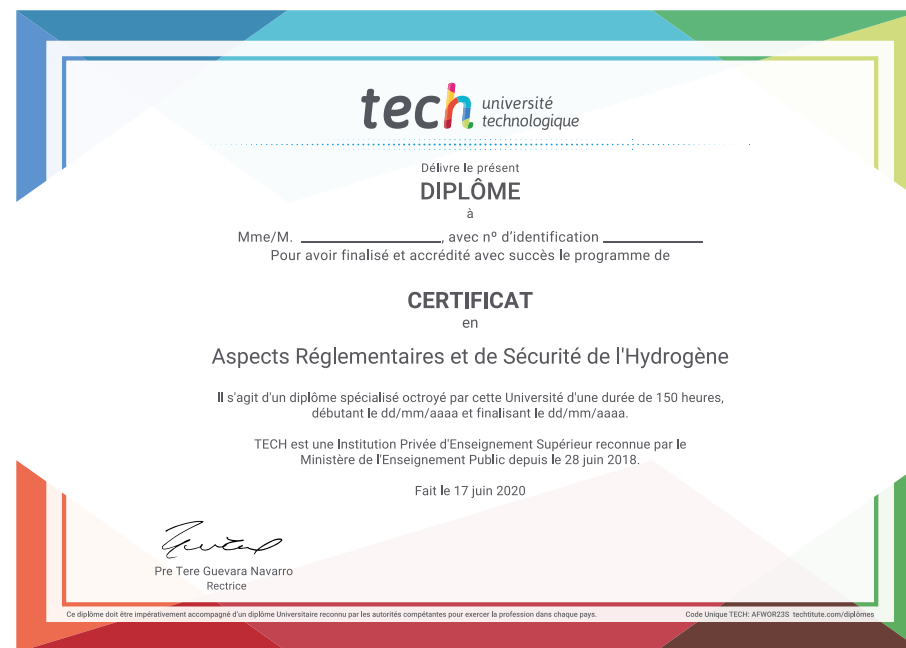 tech université
technologique
Délivre le présent
DIPLÔME
à
Mme/M. ____________________, avec nº d'identification ______________
Pour avoir finalisé et accrédité avec succès le programme de
CERTIFICAT
en
Aspects Réglementaires et de Sécurité de l'Hydrogène
Il s'agit d'un diplôme spécialisé octroyé par cette Université d'une durée de 150 heures,
débutant le dd/mm/aaaa et finalisant le dd/mm/aaaa.
TECH est une Institution Privée d'Enseignement Supérieur reconnue par le
Ministère de l'Enseignement Public depuis le 28 juin 2018.
Fait le 17 juin 2020
Pre Tere Guevara Navarro
Rectrice
Ce diplôme doit être impérativement accompagné d'un diplôme Universitaire reconnu par les autorités compétentes pour exercer la profession dans chaque pays.
Code Unique TECH: AFWOR23S techtitute.com/diplômes